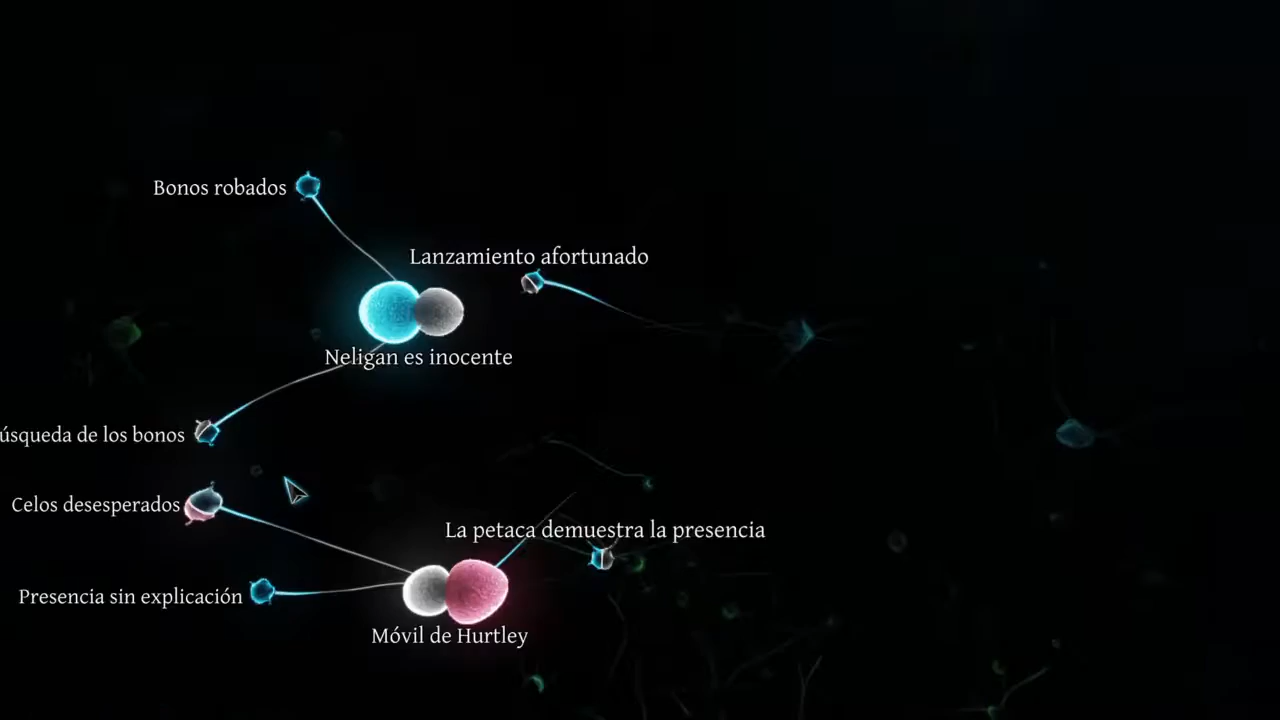 Bonos robados
Lanzamiento afortunado
Neligan es inocente
úsqueda de los bonos
Celos desesperados
La petaca demuestra la presencia
Presencia sin explicación
Móvil de Hurtley